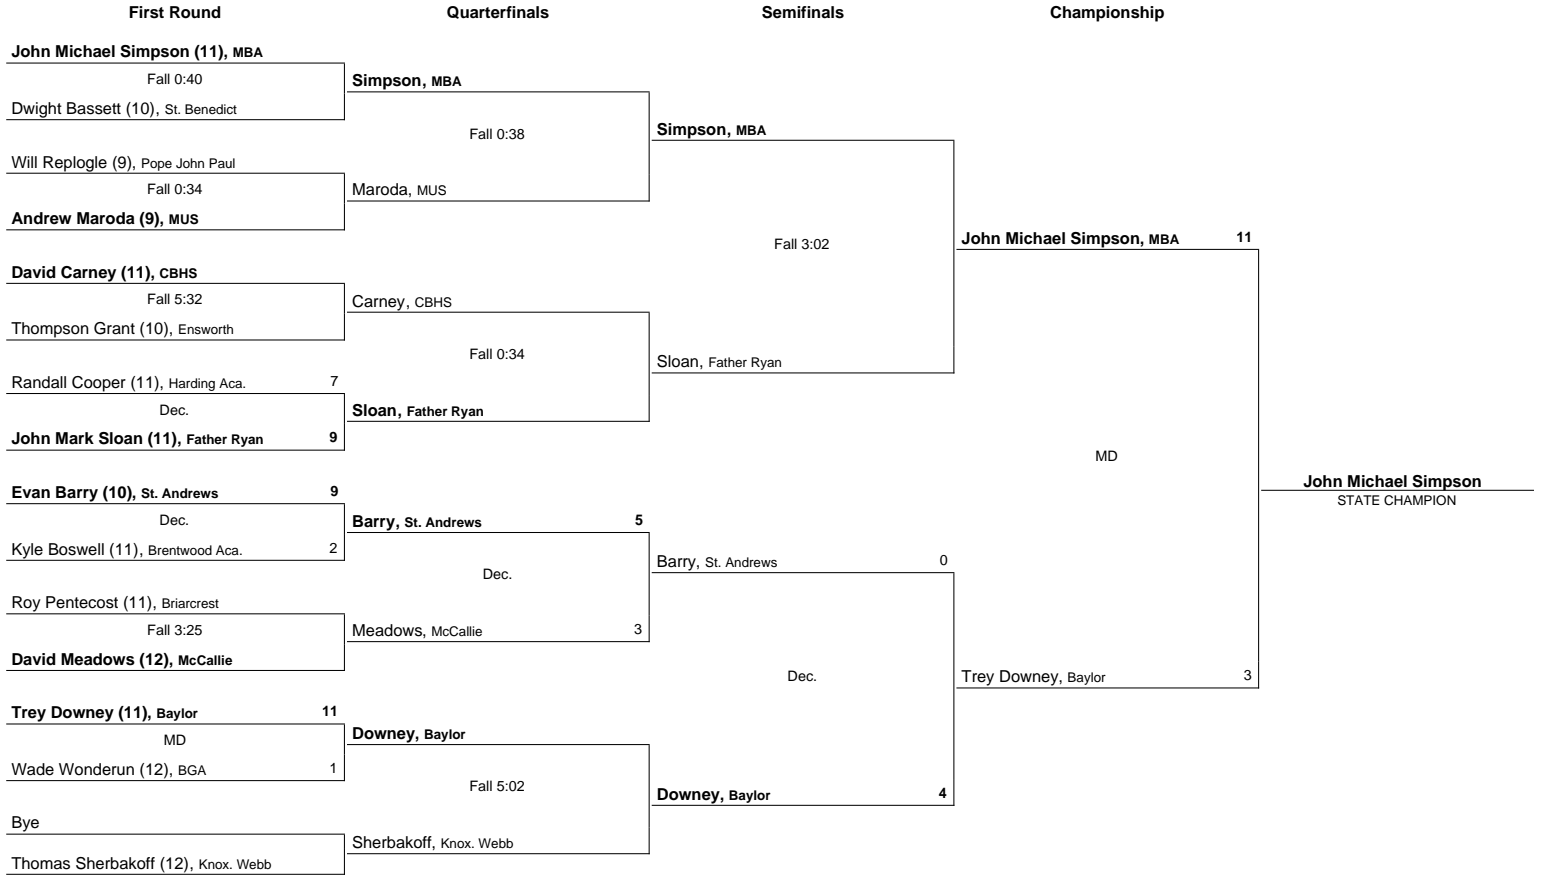 First Round
Quarterfinals
Semifinals
Championship
John Michael Simpson (11), MBA
Fall 0:40
Dwight Bassett (10), St. Benedict
Will Replogle (9), Pope John Paul
Fall 0:34
Andrew Maroda (9), MUS
David Carney (11), CBHS
Fall 5:32
Thompson Grant (10), Ensworth
Randall Cooper (11), Harding Aca. 7
Dec.
John Mark Sloan (11), Father Ryan 9
Evan Barry (10), St. Andrews 9
Dec.
Kyle Boswell (11), Brentwood Aca. 2
Roy Pentecost (11), Briarcrest
Fall 3:25
David Meadows (12), McCallie
Trey Downey (11), Baylor 11
MD
Wade Wonderun (12), BGA 1
Bye
Thomas Sherbakoff (12), Knox. Webb
Simpson, MBA
Fall 0:38
Maroda, MUS
Carney, CBHS
Fall 0:34
Sloan, Father Ryan
Barry, St. Andrews 5
Dec.
Meadows, McCallie 3
Downey, Baylor
Fall 5:02
Sherbakoff, Knox. Webb
Simpson, MBA
Fall 3:02
Sloan, Father Ryan
Barry, St. Andrews 0
Dec.
Downey, Baylor 4
John Michael Simpson, MBA 11
MD
Trey Downey, Baylor 3
John Michael Simpson
STATE CHAMPION